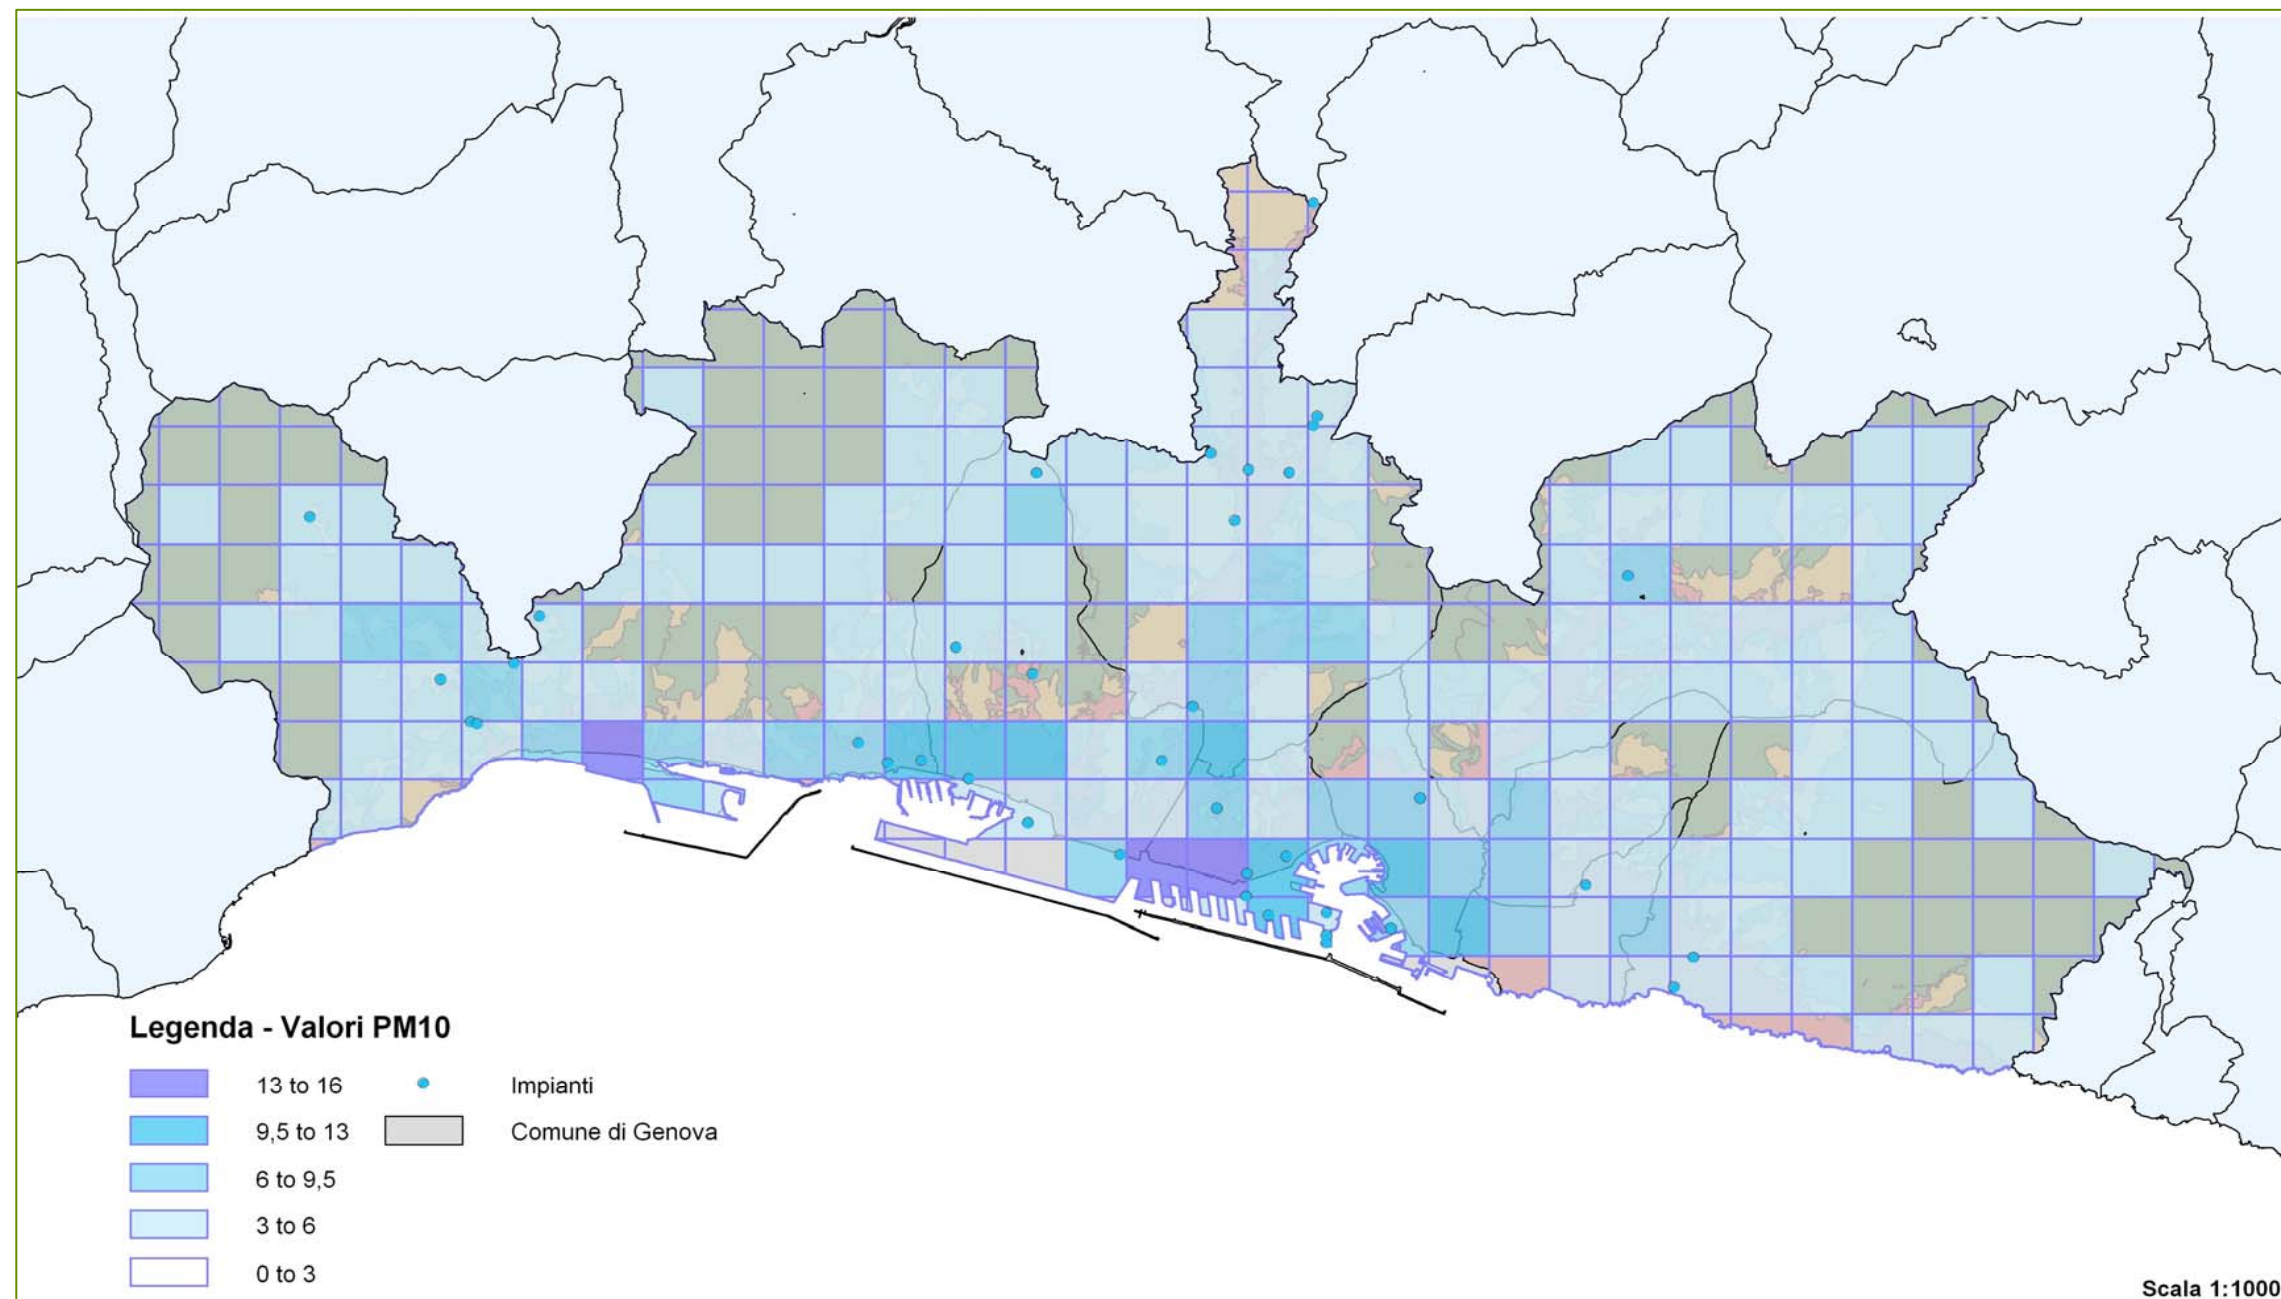 Legenda - Valori PM10
13 to 16 Impianti
9,5 to 13 Comune di Genova
6 to 9,5
3 to 6
0 to 3
Scala 1:1000